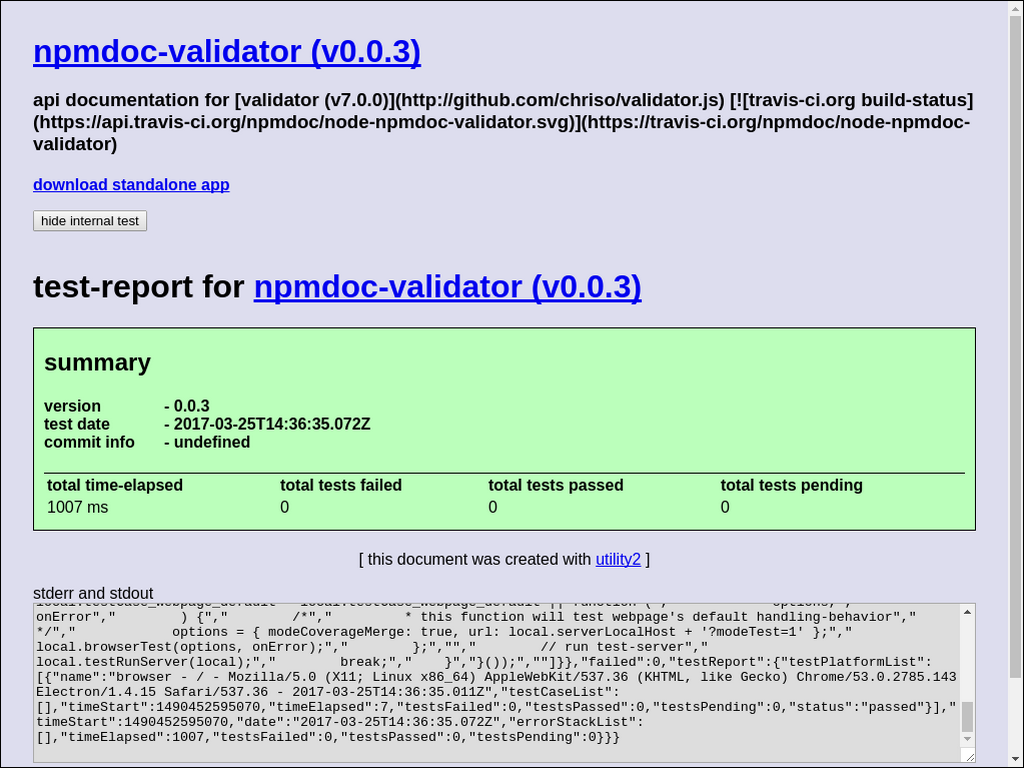 npmdoc-validator (v0.0.3)
api documentation for [validator (v7.0.0)](http://github.com/chriso/validator.js) [![travis-ci.org build-status]
(https://api.travis-ci.org/npmdoc/node-npmdoc-validator.svg)](https://travis-ci.org/npmdoc/node-npmdoc-
validator)
download standalone app
hide internal test
test-report for npmdoc-validator (v0.0.3)
summary
version - 0.0.3
test date - 2017-03-25T14:36:35.072Z
commit info - undefined
total time-elapsed total tests failed total tests passed total tests pending
1007 ms 0 0 0
[ this document was created with utility2 ]
stderr and stdout
onError","        ) {","        /*","         * this function will test webpage's default handling-behavior","
*/","            options = { modeCoverageMerge: true, url: local.serverLocalHost + '?modeTest=1' };","
local.browserTest(options, onError);","        };","","        // run test-server","
local.testRunServer(local);","        break;","    }","}());",""]}},"failed":0,"testReport":{"testPlatformList":
[{"name":"browser - / - Mozilla/5.0 (X11; Linux x86_64) AppleWebKit/537.36 (KHTML, like Gecko) Chrome/53.0.2785.143
Electron/1.4.15 Safari/537.36 - 2017-03-25T14:36:35.011Z","testCaseList":
[],"timeStart":1490452595070,"timeElapsed":7,"testsFailed":0,"testsPassed":0,"testsPending":0,"status":"passed"}],"
timeStart":1490452595070,"date":"2017-03-25T14:36:35.072Z","errorStackList":
[],"timeElapsed":1007,"testsFailed":0,"testsPassed":0,"testsPending":0}}}